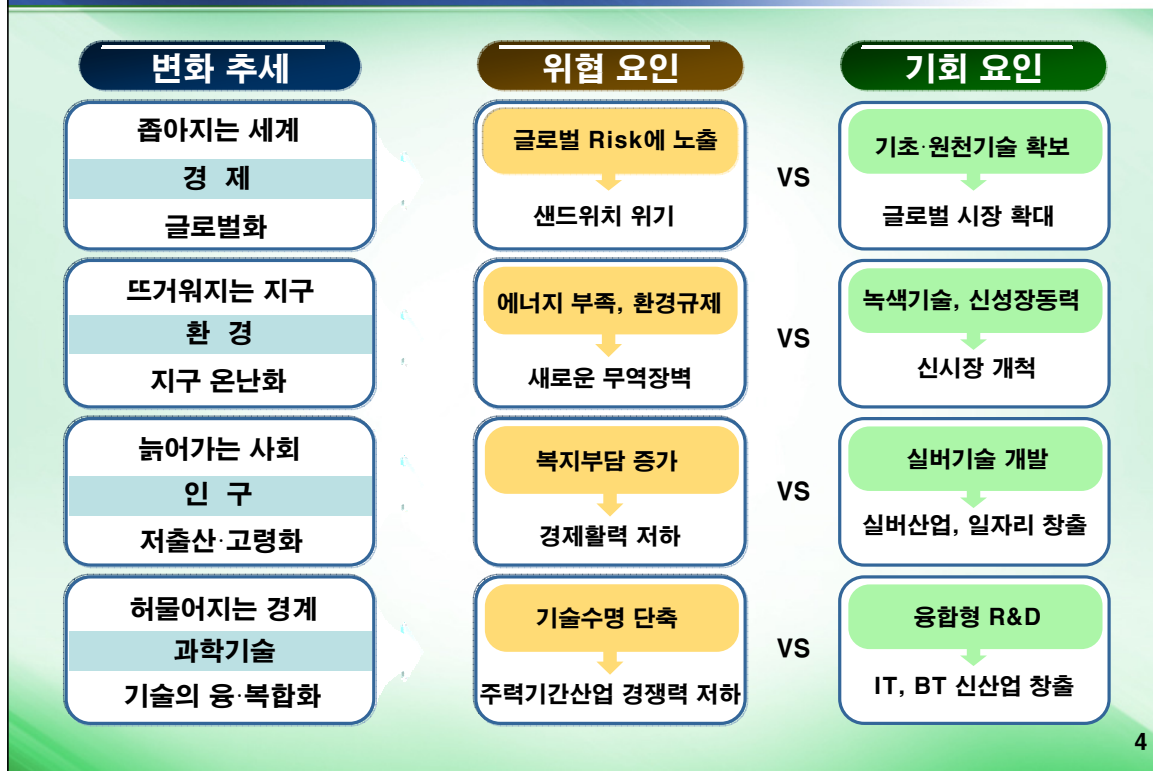 변화 추세
위협 요인
기회 요인
좁아지는 세계
경 제
글로벌화
글로벌 Risk에 노출
샌드위치 위기
VS
기초·원천기술 확보
글로벌 시장 확대
뜨거워지는 지구
환 경
지구 온난화
에너지 부족, 환경규제
새로운 무역장벽
VS
녹색기술, 신성장동력
신시장 개척
늙어가는 사회
인 구
저출산·고령화
복지부담 증가
경제활력 저하
VS
실버기술 개발
실버산업, 일자리 창출
허물어지는 경계
과학기술
기술의 융·복합화
기술수명 단축
주력기간산업 경쟁력 저하
VS
융합형 R&D
IT, BT 신산업 창출
4